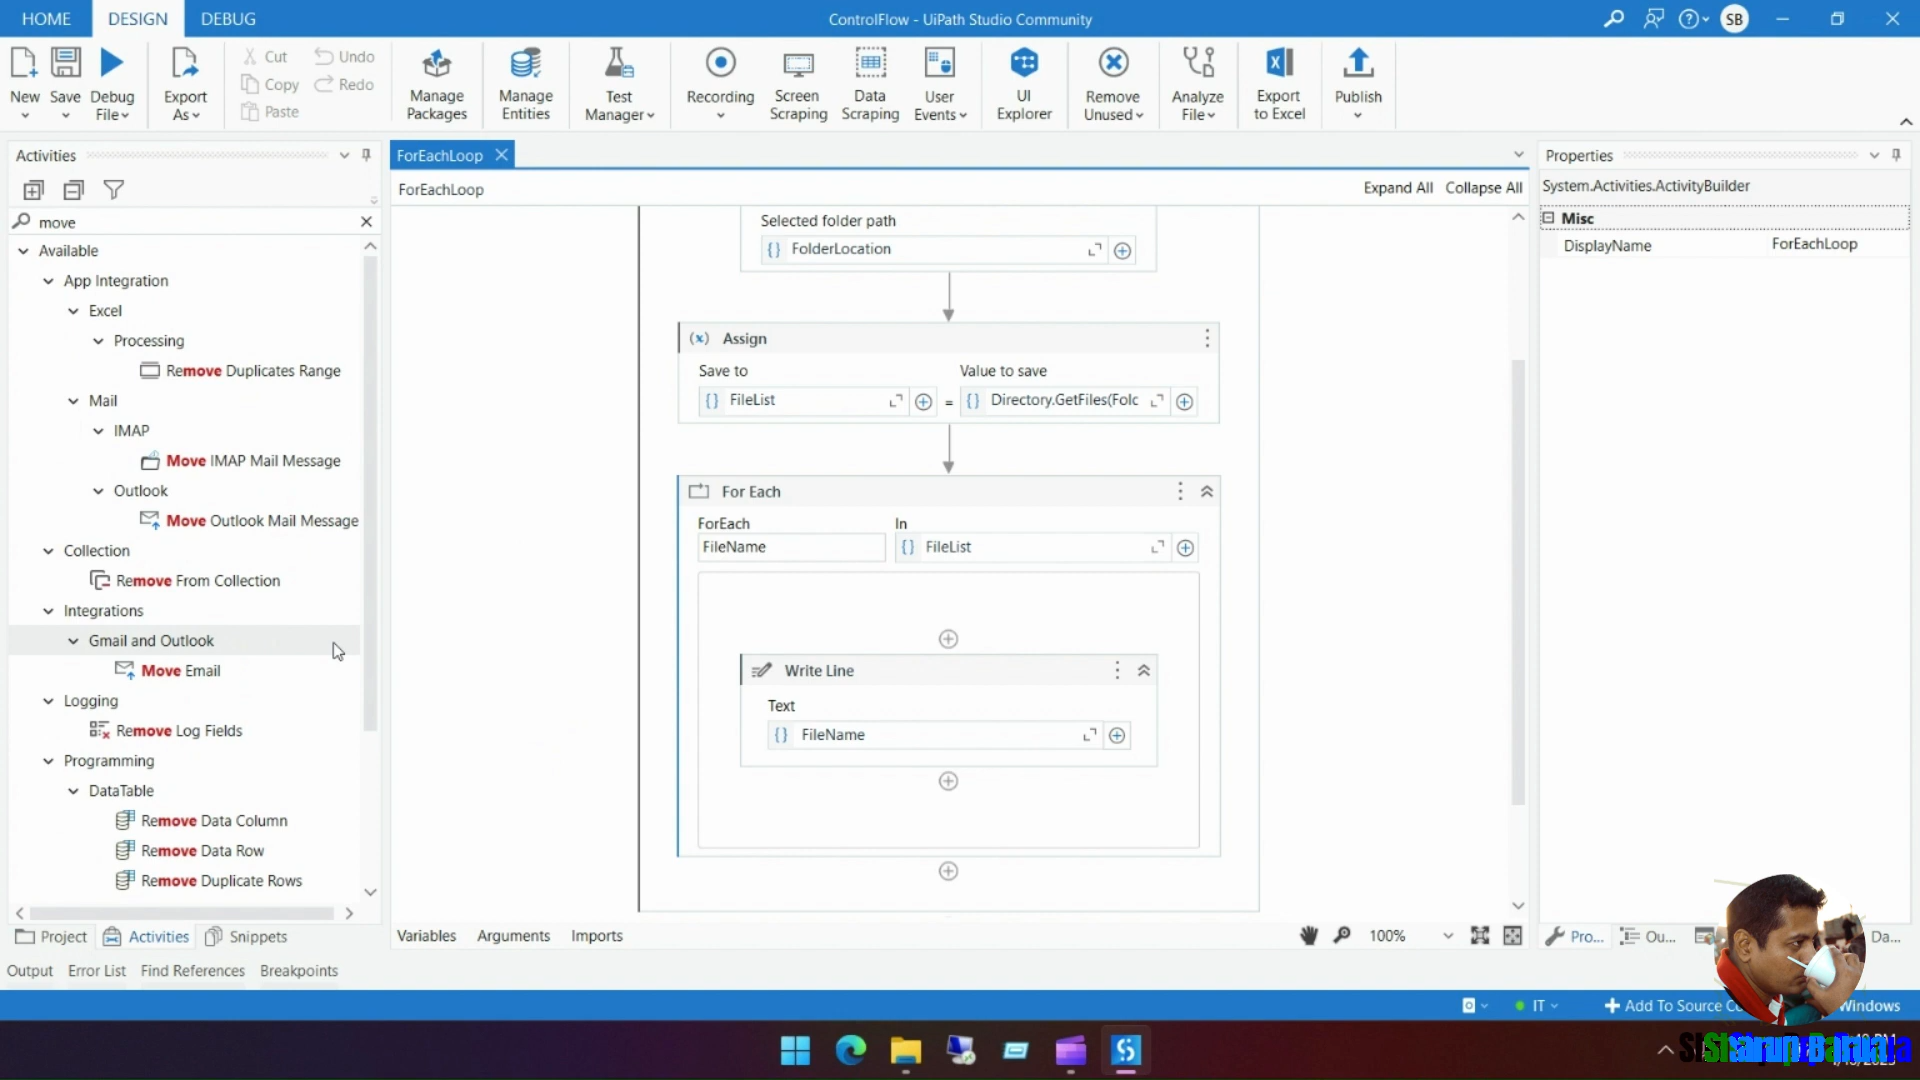 HOME DESIGN DEBUG ControlFlow - UiPath Studio Community SB
New Save Debug File Export As Cut Copy Paste Undo Redo Manage Packages Manage Entities Test Manager Recording Screen Scraping Data Scraping User Events UI Explorer Remove Unused Analyze File Export to Excel Publish
Activities
move
Available
App Integration
Excel
Processing
Remove Duplicates Range
Mail
IMAP
Move IMAP Mail Message
Outlook
Move Outlook Mail Message
Collection
Remove From Collection
Integrations
Gmail and Outlook
Move Email
Logging
Remove Log Fields
Programming
DataTable
Remove Data Column
Remove Data Row
Remove Duplicate Rows
Project Activities Snippets
ForEachLoop
ForEachLoop Expand All Collapse All
Selected folder path
FolderLocation
(x) Assign
Save to Value to save
{} FileList = {} Directory.GetFiles(Folc
For Each
ForEach In
FileName {} FileList
Write Line
Text
{} FileName
Variables Arguments Imports 100%
Properties
System.Activities.ActivityBuilder
Misc
DisplayName ForEachLoop
Pro... Ou... Da...
Output Error List Find References Breakpoints
IT Add To Source Windows